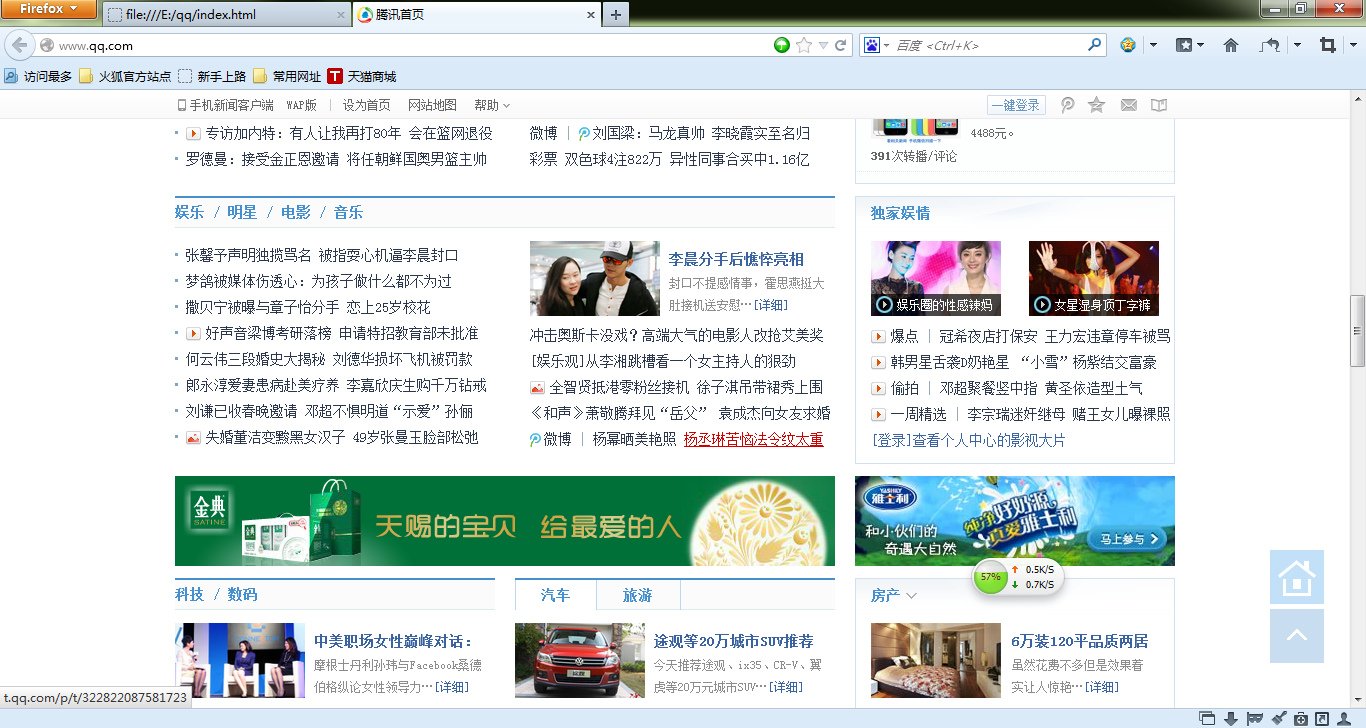 Firefox
file:///E:/qq/index.html
腾讯首页
www.qq.com
百度 <Ctrl+K>
访问最多 火狐官方站点 新手上路 常用网址 T 天猫商城
手机新闻客户端 WAP版 | 设为首页 网站地图 帮助
一键登录
专访加内特：有人让我再打80年 会在篮网退役
罗德曼：接受金正恩邀请 将任朝鲜国奥男篮主帅
微博 | 刘国梁：马龙真帅 李晓霞实至名归
彩票 双色球4注822万 异性同事合买中1.16亿
4488元。
391次转播/评论
娱乐 / 明星 / 电影 / 音乐
张馨予声明独揽骂名 被指耍心机逼李晨封口
梦鸽被媒体伤透心：为孩子做什么都不为过
撒贝宁被曝与章子怡分手 恋上25岁校花
好声音梁博考研落榜 申请特招教育部未批准
何云伟三段婚史大揭秘 刘德华损坏飞机被罚款
郎永淳爱妻患病赴美疗养 李嘉欣庆生购千万钻戒
刘谦已收春晚邀请 邓超不惧明道“示爱”孙俪
失婚董洁变黝黑女汉子 49岁张曼玉脸部松弛
李晨分手后憔悴亮相
封口不提感情事，霍思燕挺大
肚接机送安慰…[详细]
冲击奥斯卡没戏？高端大气的电影人改抢艾美奖
[娱乐观]从李湘跳槽看一个女主持人的狠劲
全智贤抵港零粉丝接机 徐子淇吊带裙秀上围
《和声》萧敬腾拜见“岳父” 袁成杰向女友求婚
微博 | 杨幂晒美艳照 杨丞琳苦恼法令纹太重
独家娱情
娱乐圈的性感辣妈
女星湿身顶丁字裤
爆点 | 冠希夜店打保安 王力宏违章停车被骂
韩男星舌袭D奶艳星 “小雪”杨紫结交富豪
偷拍 | 邓超聚餐竖中指 黄圣依造型土气
一周精选 | 李宗瑞迷奸继母 赌王女儿曝裸照
[登录]查看个人中心的影视大片
金典
SATINE
天赐的宝贝 给最爱的人
YASHILY
雅士利
纯净好奶源
真爱雅士利
和小伙们的
奇遇大自然
马上参与
57%
0.5K/S
0.7K/S
科技 / 数码
中美职场女性巅峰对话：
摩根士丹利孙玮与Facebook桑德
伯格纵论女性领导力…[详细]
汽车 旅游
途观等20万城市SUV推荐
今天推荐途观、ix35、CR-V、翼
虎等20万元城市SUV…[详细]
房产
6万装120平品质两居
虽然花费不多但是效果着
实让人惊艳…[详细]
t.qq.com/p/t/322822087581723